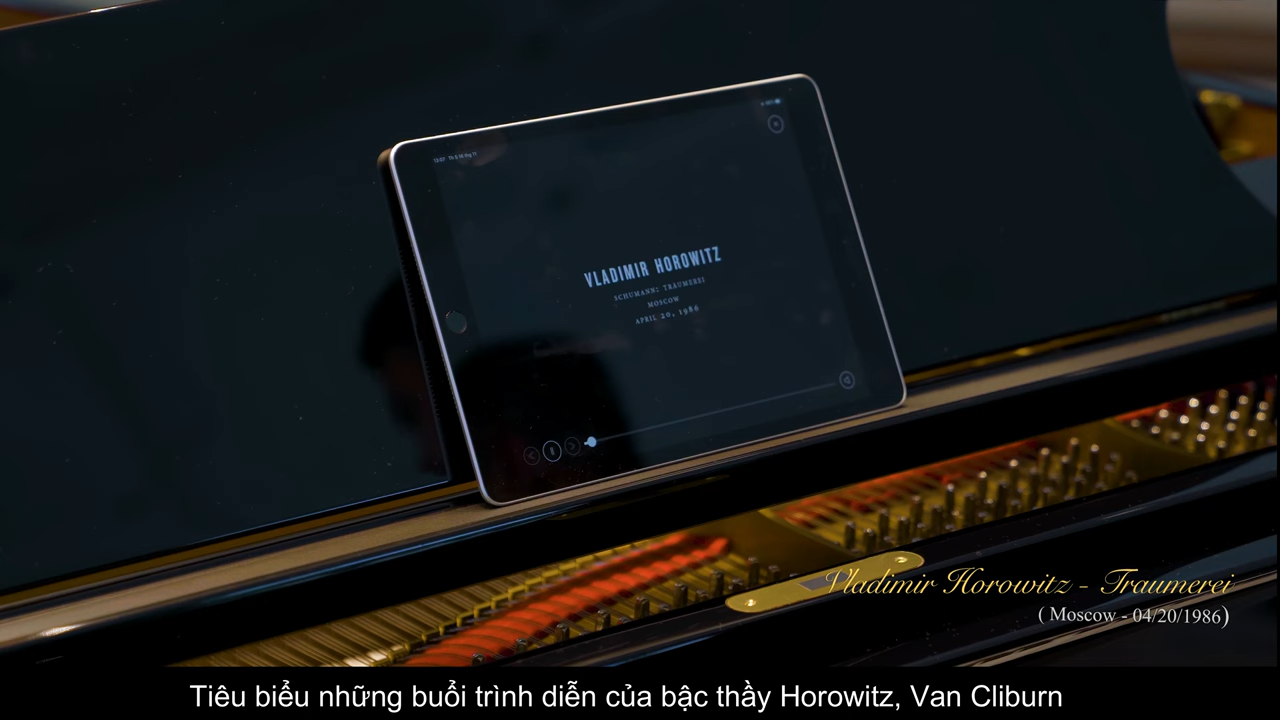 VLADIMIR HOROWITZ
SCHUMANN: TRÄUMEREI
MOSCOW
APRIL 20, 1986
Vladimir Horowitz - Traumerei
( Moscow - 04/20/1986)
Tiêu biểu những buổi trình diễn của bậc thầy Horowitz, Van Cliburn